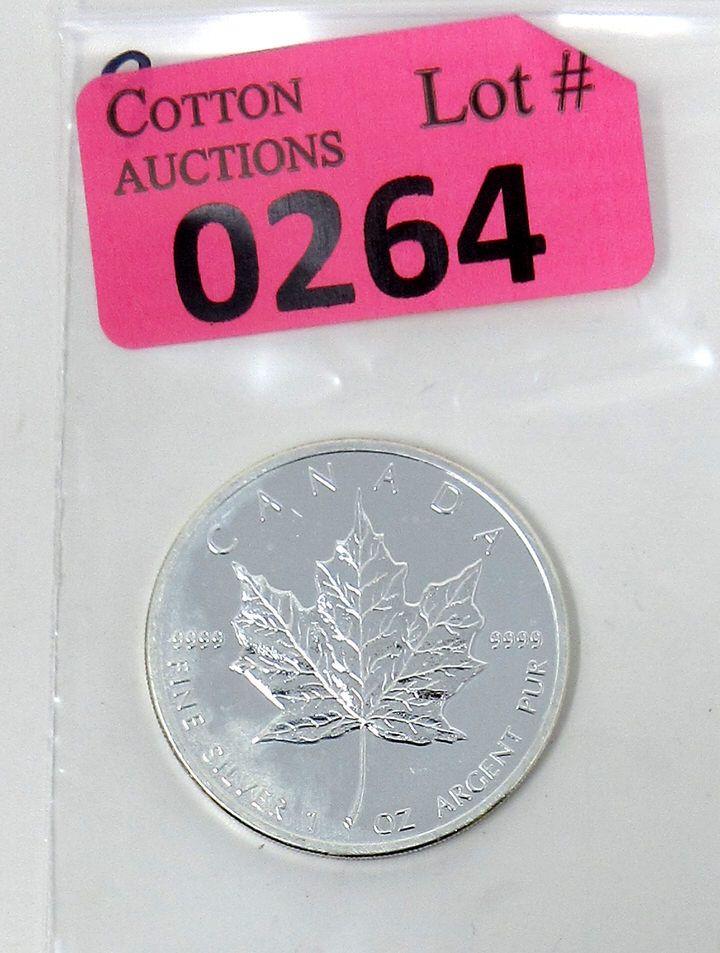 COTTON
AUCTIONS
Lot #
0264
CANADA
9999
9999
FINE SILVER 1 OZ ARGENT PUR